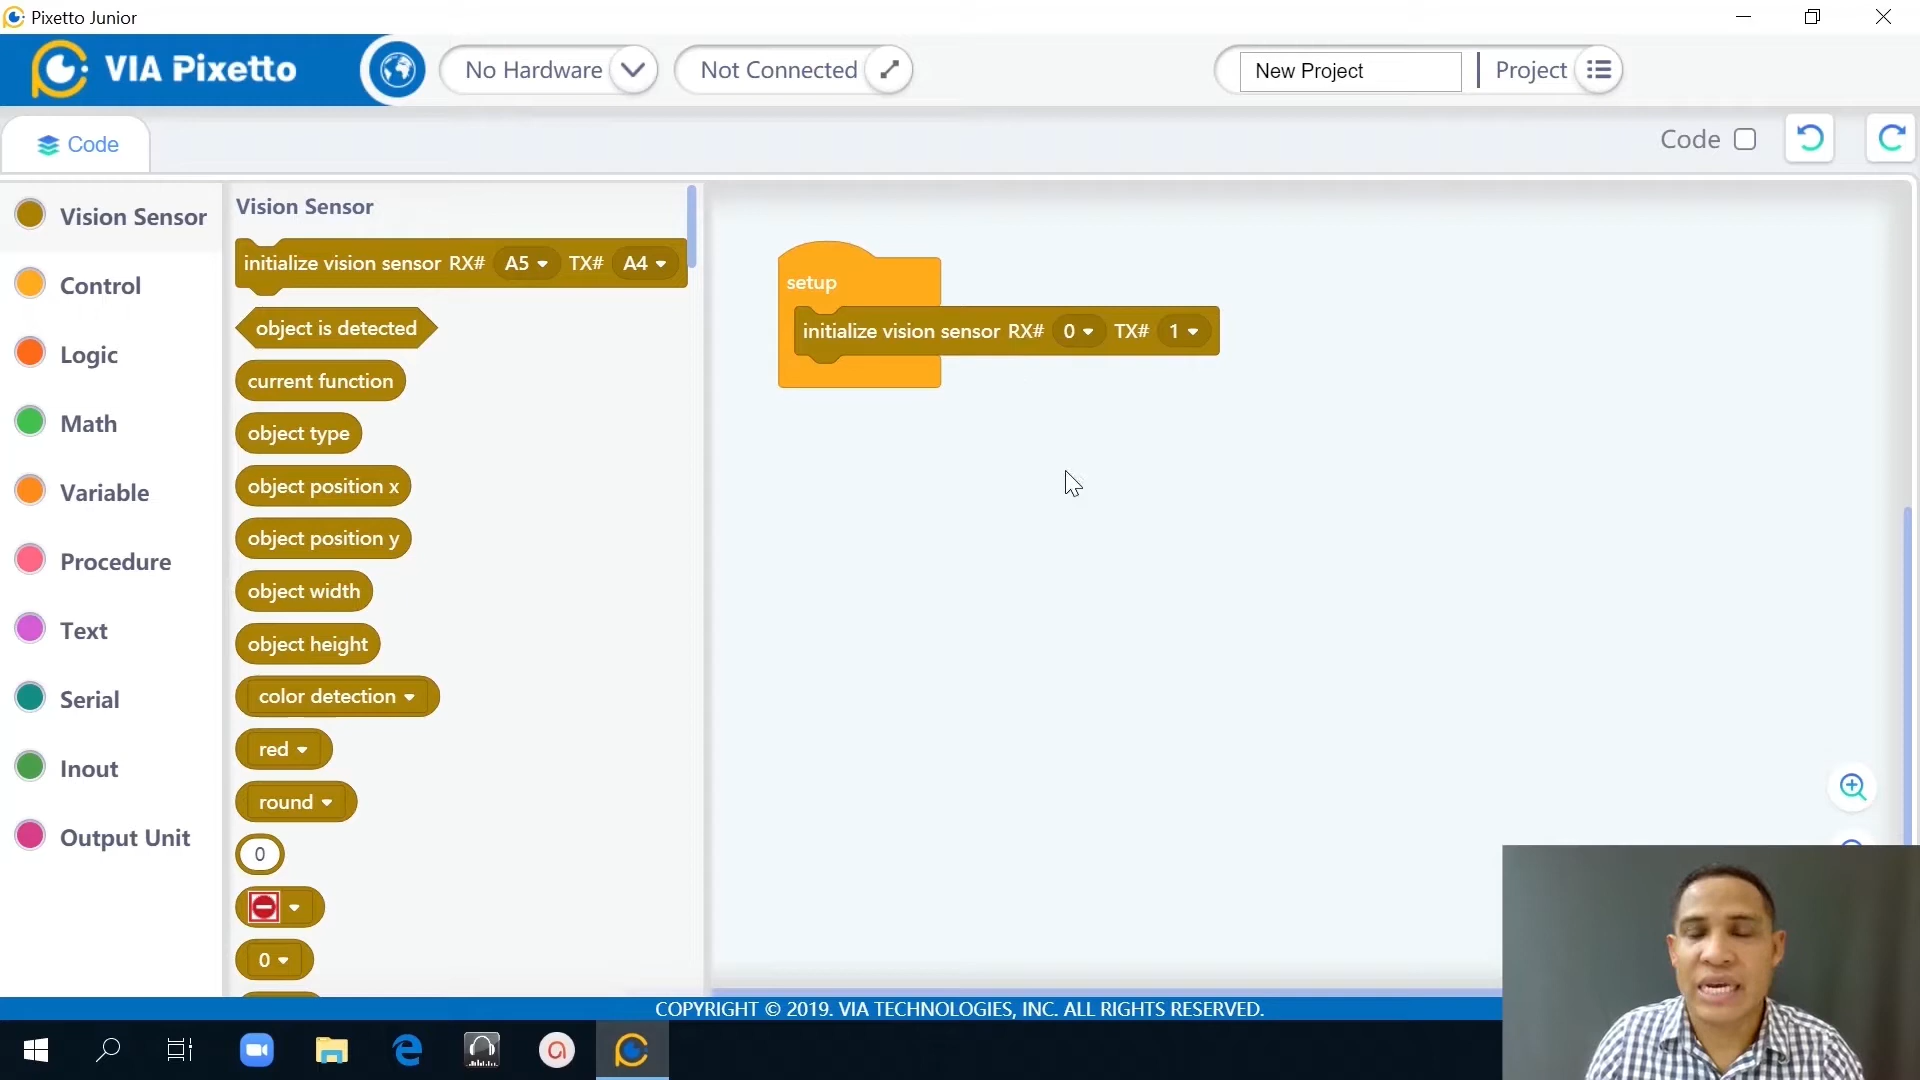 Pixetto Junior
VIA Pixetto
No Hardware
Not Connected
New Project
Project
Code
Code
Vision Sensor
Control
Logic
Math
Variable
Procedure
Text
Serial
Inout
Output Unit
Vision Sensor
initialize vision sensor RX# A5 TX# A4
object is detected
current function
object type
object position x
object position y
object width
object height
color detection
red
round
0
0
setup
initialize vision sensor RX# 0 TX# 1
COPYRIGHT © 2019. VIA TECHNOLOGIES, INC. ALL RIGHTS RESERVED.